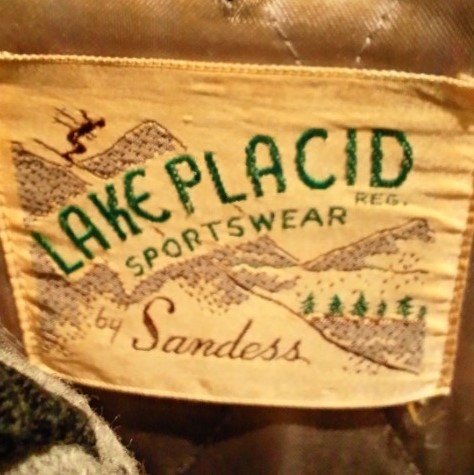 LAKE PLACID
REG.
SPORTSWEAR
by Sandess